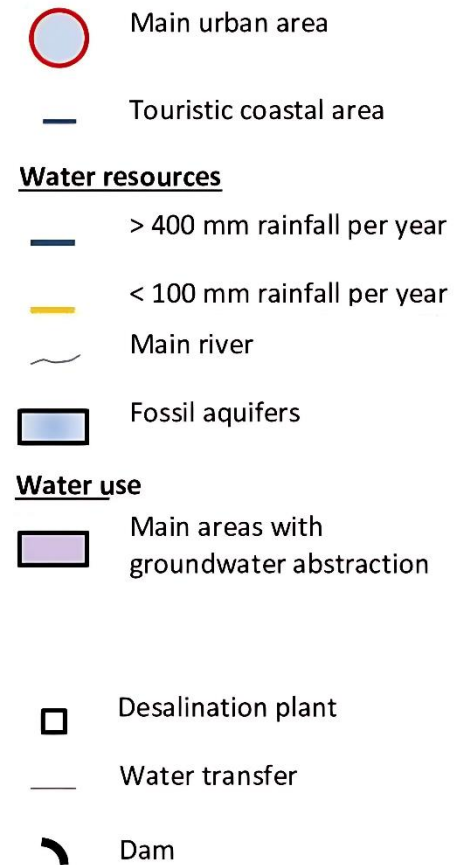 Main urban area
Touristic coastal area
Water resources
> 400 mm rainfall per year
< 100 mm rainfall per year
Main river
Fossil aquifers
Water use
Main areas with
groundwater abstraction
Desalination plant
Water transfer
Dam